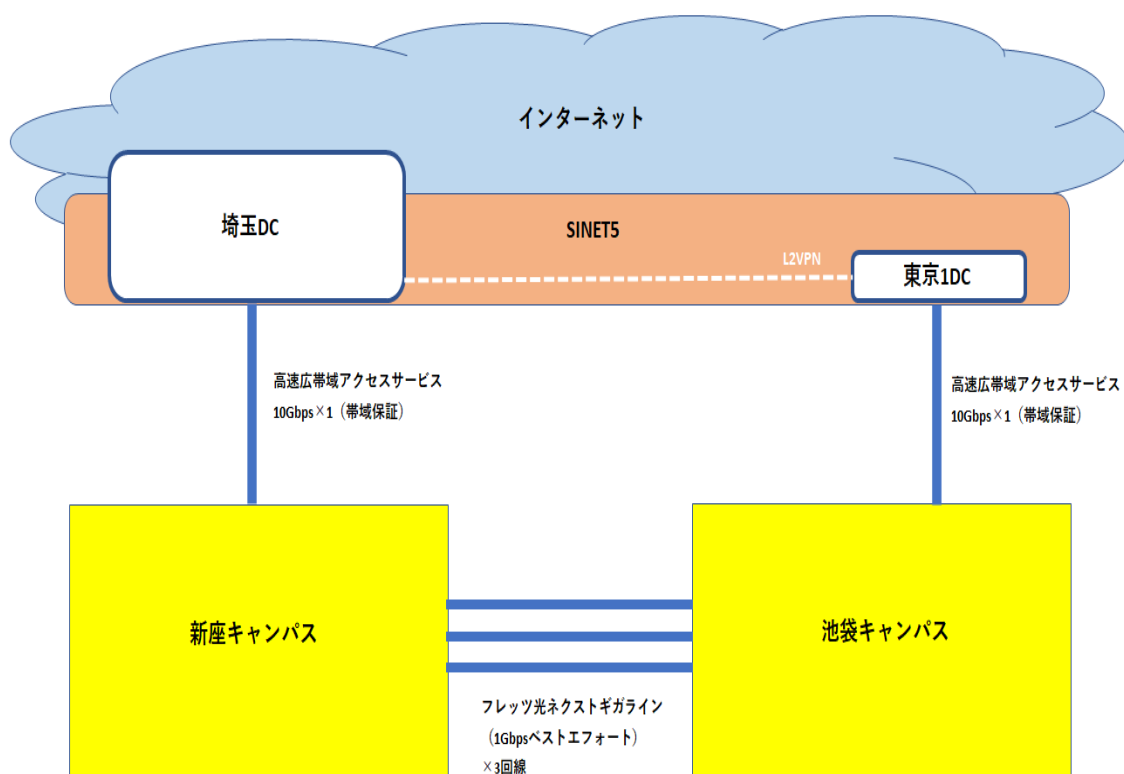 インターネット
埼玉DC
SINET5
L2VPN
東京1DC
高速広帯域アクセスサービス
10Gbps×1（帯域保証）
高速広帯域アクセスサービス
10Gbps×1（帯域保証）
新座キャンパス
池袋キャンパス
フレッツ光ネクストギガライン
（1Gbpsベストエフォート）
×3回線